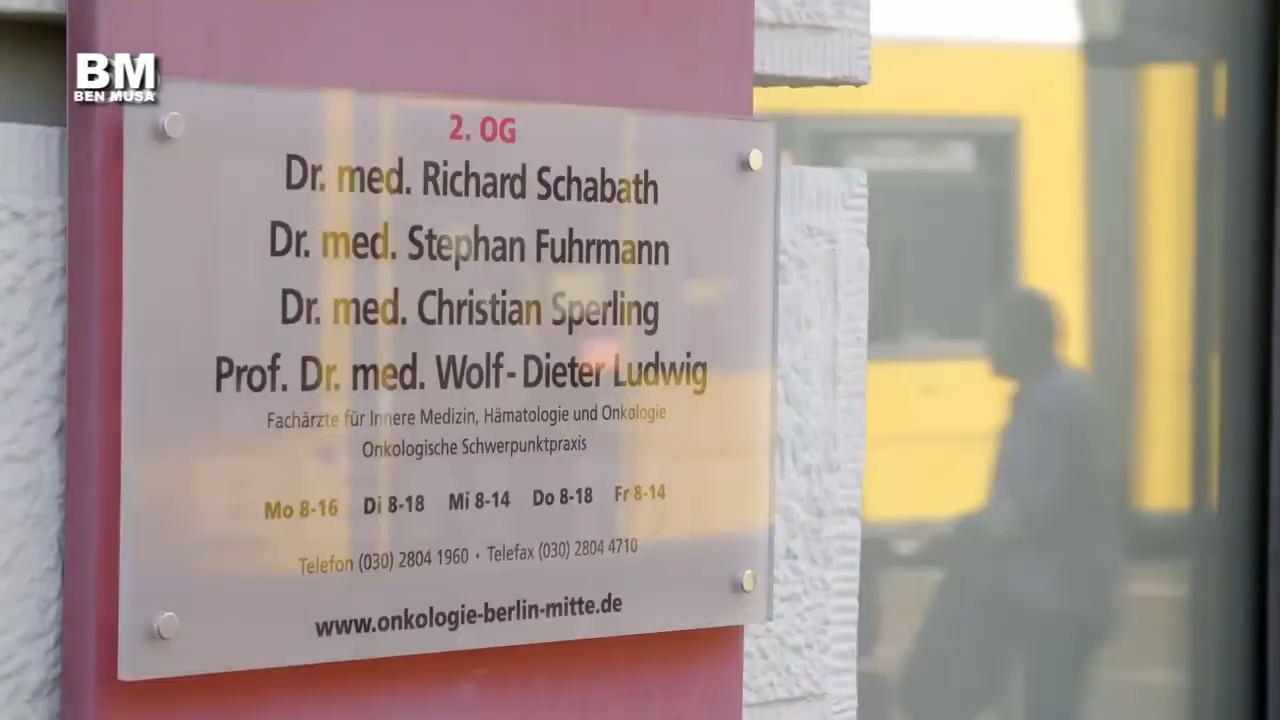 BM
BEN MUSA
2. OG
Dr. med. Richard Schabath
Dr. med. Stephan Fuhrmann
Dr. med. Christian Sperling
Prof. Dr. med. Wolf-Dieter Ludwig
Fachärzte für Innere Medizin, Hämatologie und Onkologie
Onkologische Schwerpunktpraxis
Mo 8-16 Di 8-18 Mi 8-14 Do 8-18 Fr 8-14
Telefon (030) 2804 1960 • Telefax (030) 2804 4710
www.onkologie-berlin-mitte.de